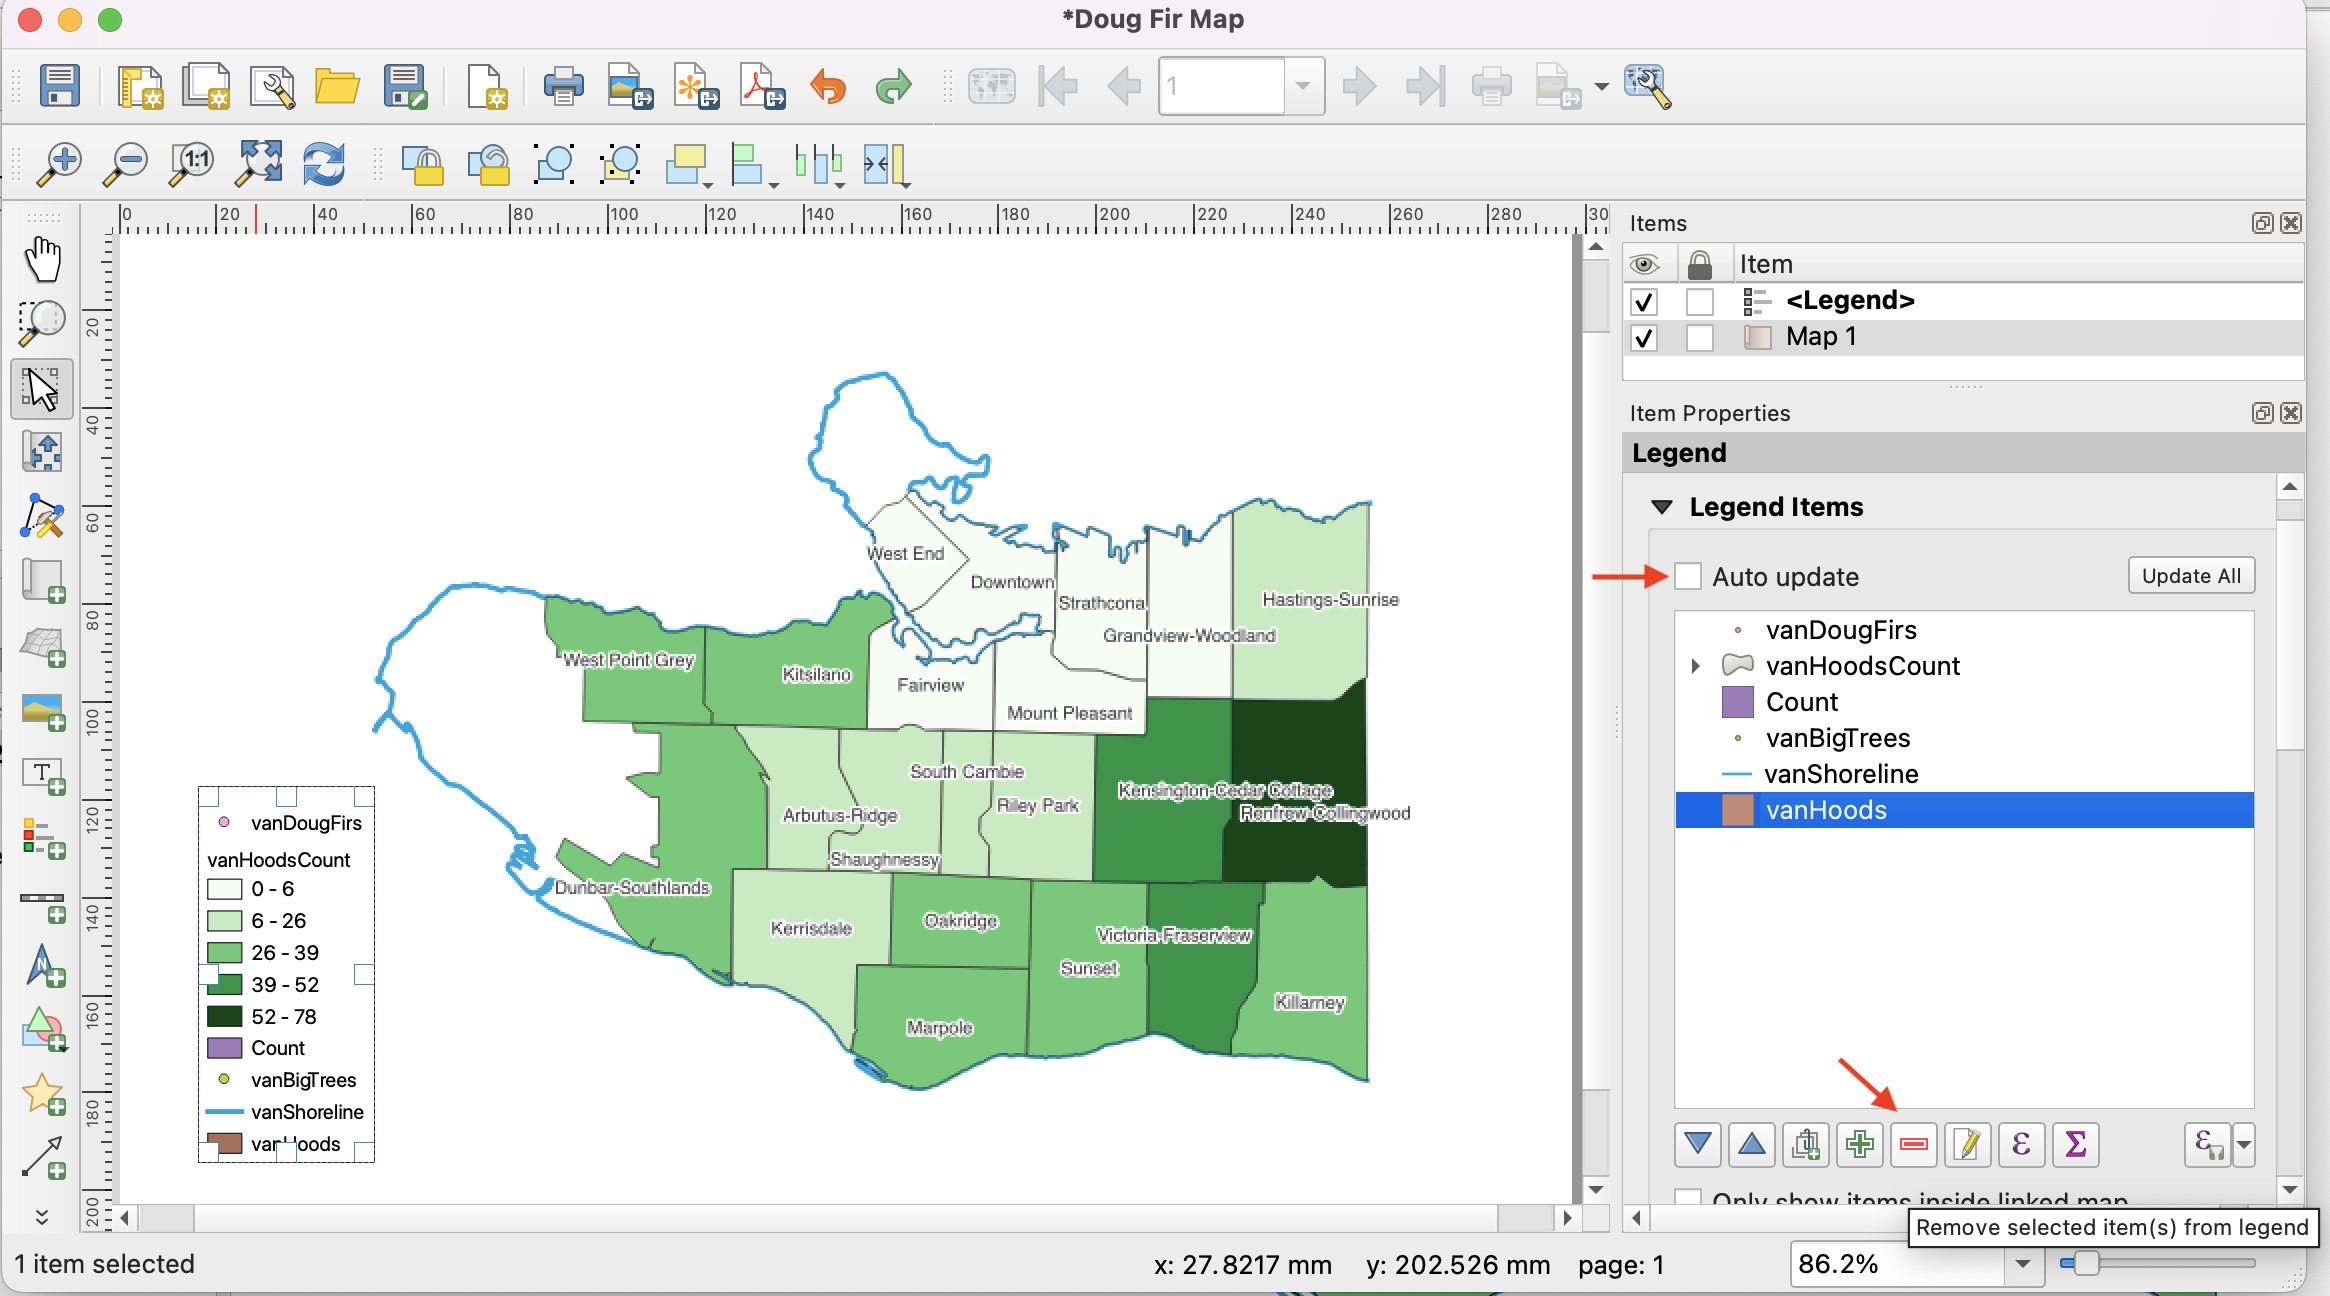 *Doug Fir Map
1:1
1
0 20 40 60 80 100 120 140 160 180 200 220 240 260 280 30
20
40
60
80
100
120
140
160
180
200
T
N
West End
Downtown
Strathcona
Hastings-Sunrise
Grandview-Woodland
West Point Grey
Kitsilano
Fairview
Mount Pleasant
South Cambie
Kensington-Cedar Cottage
Riley Park
Renfrew-Collingwood
Arbutus-Ridge
Shaughnessy
Dunbar-Southlands
Kerrisdale
Oakridge
Victoria-Fraserview
Sunset
Killarney
Marpole
vanDougFirs
vanHoodsCount
0 - 6
6 - 26
26 - 39
39 - 52
52 - 78
Count
vanBigTrees
vanShoreline
vanHoods
Items
Item
<Legend>
Map 1
Item Properties
Legend
Legend Items
Auto update
Update All
vanDougFirs
vanHoodsCount
Count
vanBigTrees
vanShoreline
vanHoods
ε Σ ε
Only show items inside linked map
Remove selected item(s) from legend
1 item selected
x: 27.8217 mm y: 202.526 mm page: 1
86.2%